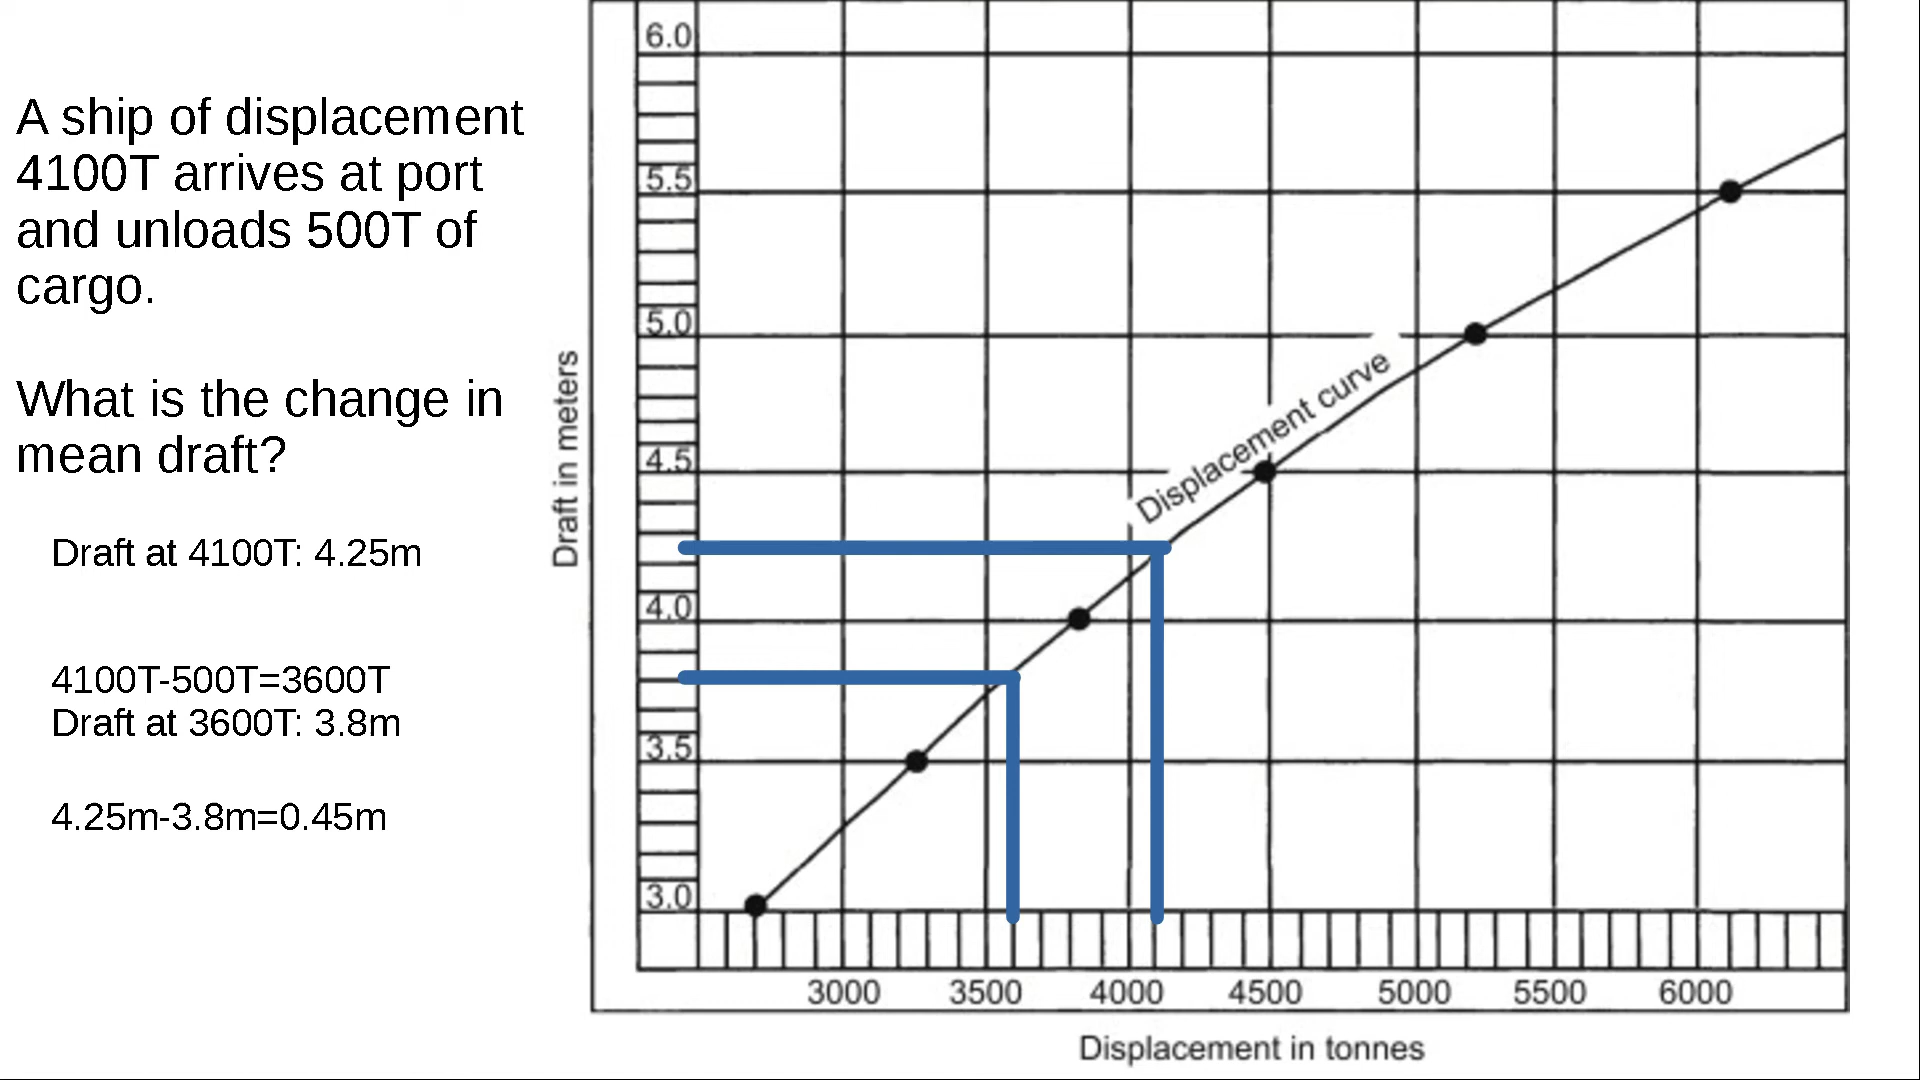 A ship of displacement
4100T arrives at port
and unloads 500T of
cargo.
What is the change in
mean draft?
Draft at 4100T: 4.25m
4100T-500T=3600T
Draft at 3600T: 3.8m
4.25m-3.8m=0.45m
Draft in meters
6.0
5.5
5.0
4.5
4.0
3.5
3.0
Displacement curve
3000 3500 4000 4500 5000 5500 6000
Displacement in tonnes